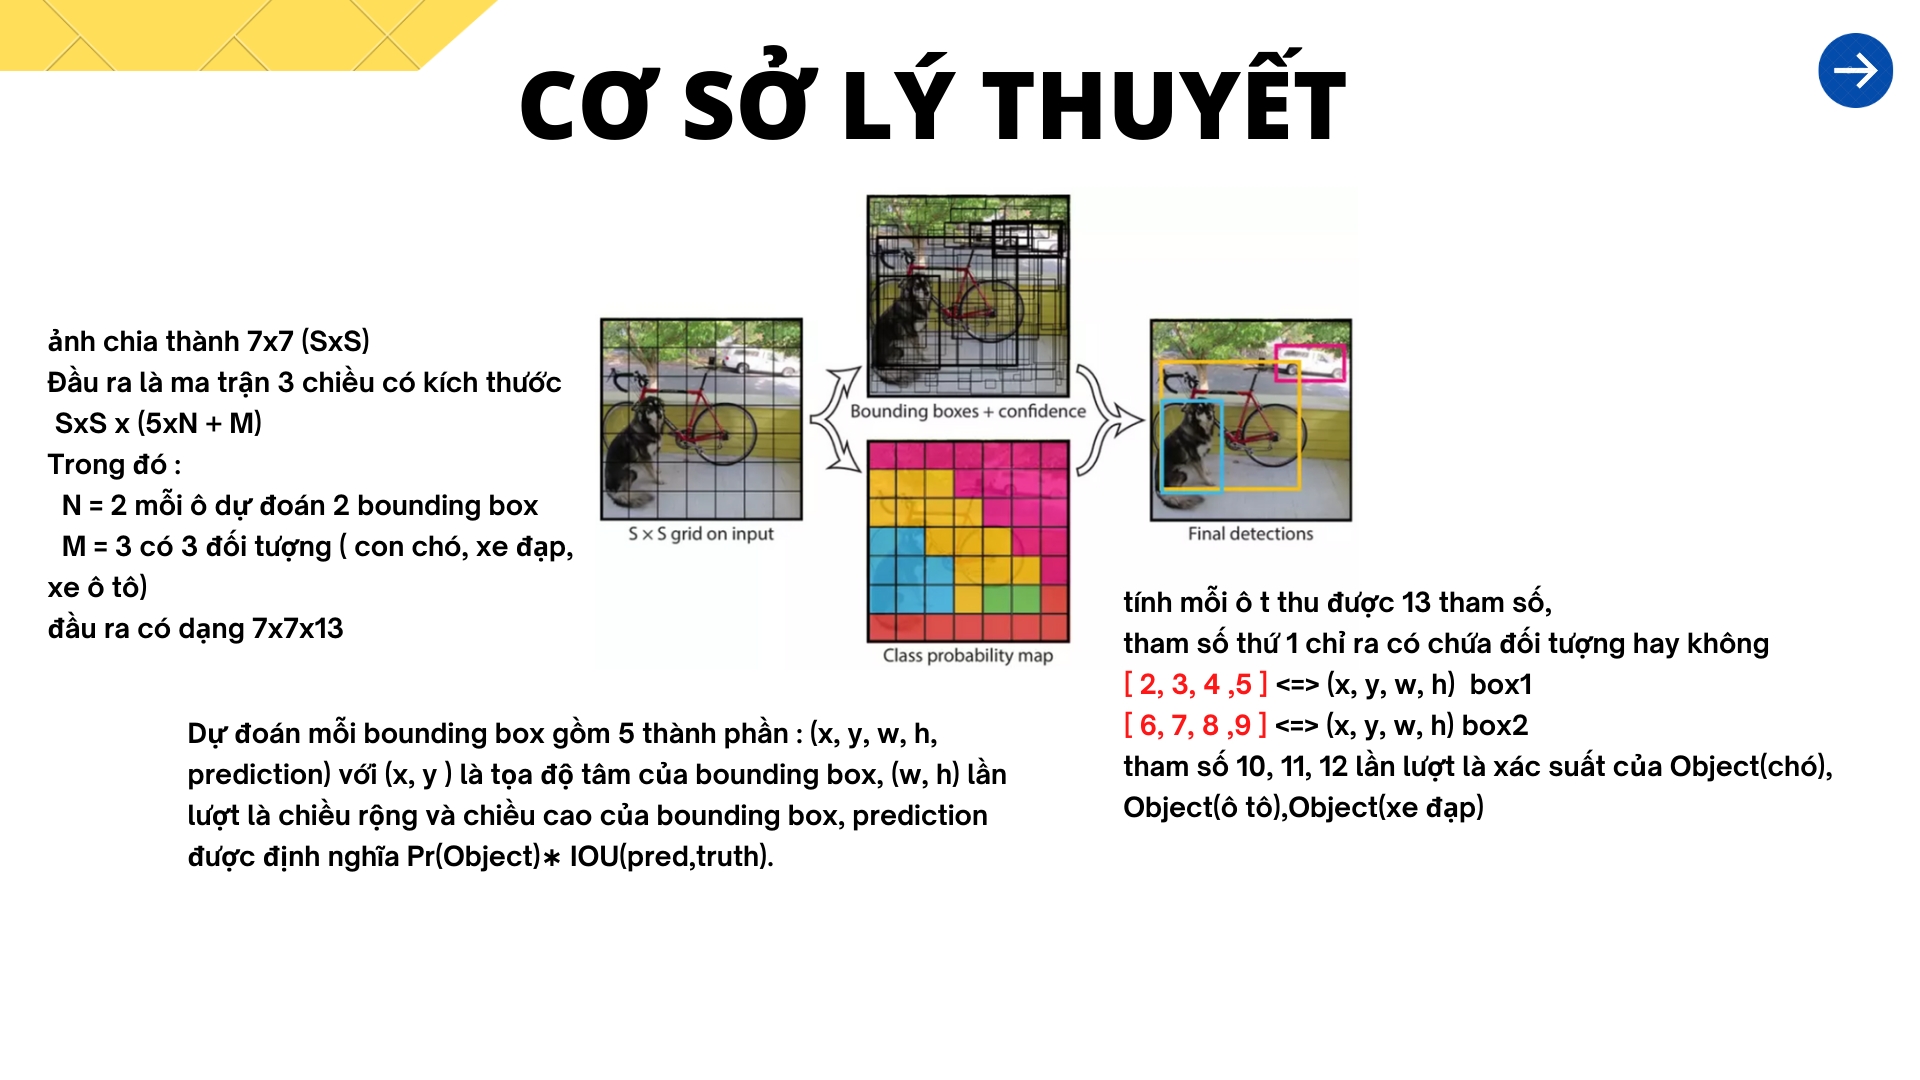 CƠ SỞ LÝ THUYẾT
ảnh chia thành 7x7 (SxS)
Đầu ra là ma trận 3 chiều có kích thước
SxS x (5xN + M)
Trong đó :
N = 2 mỗi ô dự đoán 2 bounding box
M = 3 có 3 đối tượng ( con chó, xe đạp,
xe ô tô)
đầu ra có dạng 7x7x13
S × S grid on input
Bounding boxes + confidence
Class probability map
Final detections
Dự đoán mỗi bounding box gồm 5 thành phần : (x, y, w, h,
prediction) với (x, y ) là tọa độ tâm của bounding box, (w, h) lần
lượt là chiều rộng và chiều cao của bounding box, prediction
được định nghĩa Pr(Object)∗ IOU(pred,truth).
tính mỗi ô t thu được 13 tham số,
tham số thứ 1 chỉ ra có chứa đối tượng hay không
[ 2, 3, 4 ,5 ] <=> (x, y, w, h)  box1
[ 6, 7, 8 ,9 ] <=> (x, y, w, h) box2
tham số 10, 11, 12 lần lượt là xác suất của Object(chó),
Object(ô tô),Object(xe đạp)